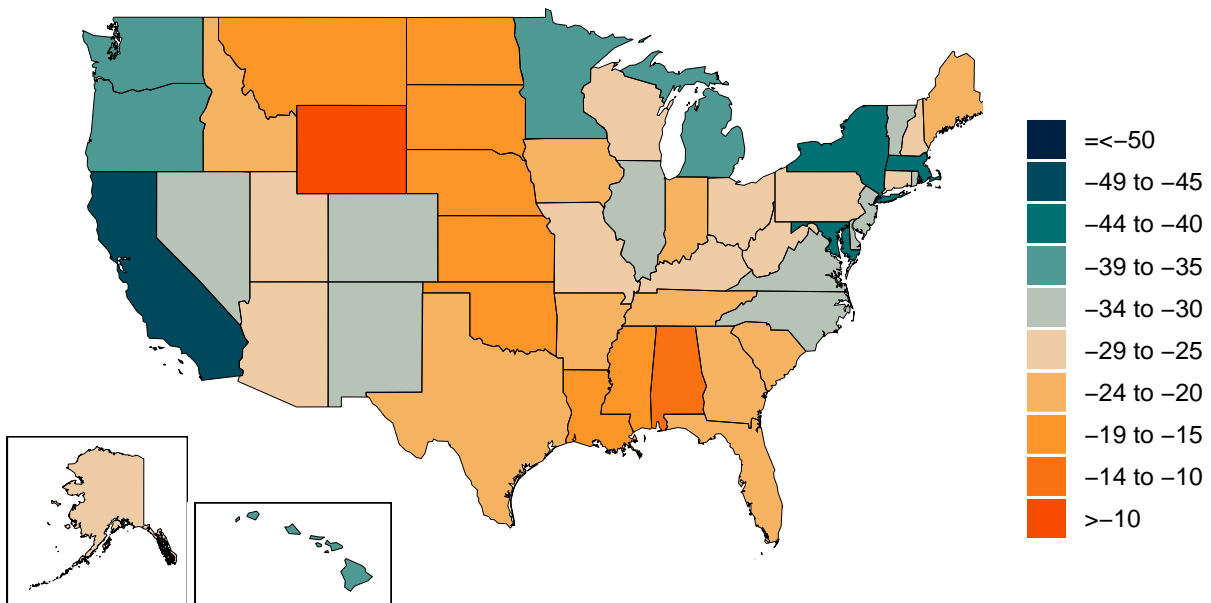 =<−50
−49 to −45
−44 to −40
−39 to −35
−34 to −30
−29 to −25
−24 to −20
−19 to −15
−14 to −10
>−10